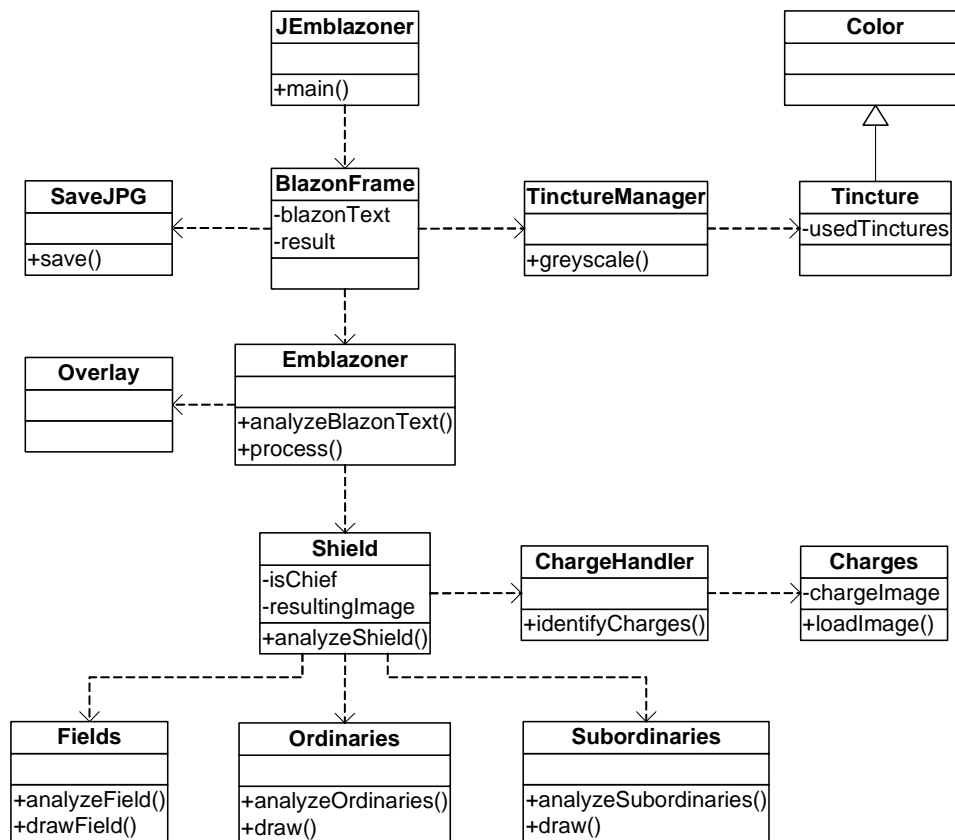 JEmblazoner
+main()
Color
SaveJPG
+save()
BlazonFrame
-blazonText
-result
TinctureManager
+greyscale()
Tincture
-usedTinctures
Overlay
Emblazoner
+analyzeBlazonText()
+process()
Shield
-isChief
-resultingImage
+analyzeShield()
ChargeHandler
+identifyCharges()
Charges
-chargeImage
+loadImage()
Fields
+analyzeField()
+drawField()
Ordinaries
+analyzeOrdinaries()
+draw()
Subordinaries
+analyzeSubordinaries()
+draw()